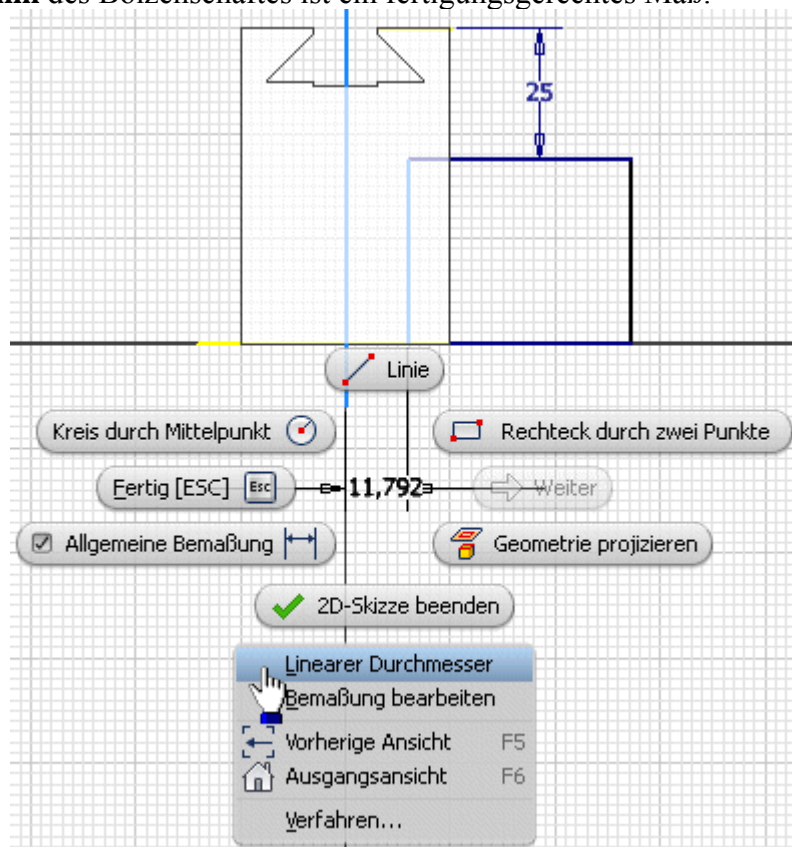 des Bolzenschaftes ist ein fertigungsgerechtes Maß.
25
Linie
Kreis durch Mittelpunkt
Rechteck durch zwei Punkte
Fertig [ESC] Esc 11,792 Weiter
Allgemeine Bemaßung
Geometrie projizieren
2D-Skizze beenden
Linearer Durchmesser
Bemaßung bearbeiten
Vorherige Ansicht F5
Ausgangsansicht F6
Verfahren...